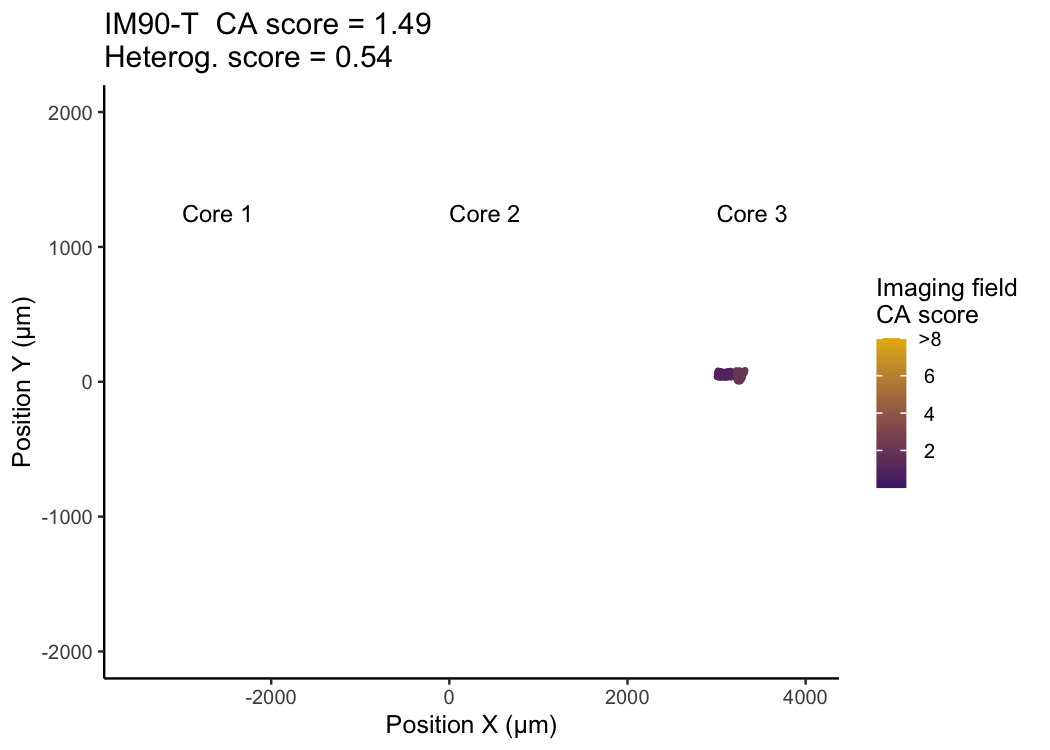 IM90-T  CA score = 1.49
Heterog. score = 0.54
2000
1000
0
-1000
-2000
Position Y (µm)
Core 1
Core 2
Core 3
-2000
0
2000
4000
Position X (µm)
Imaging field
CA score
>8
6
4
2